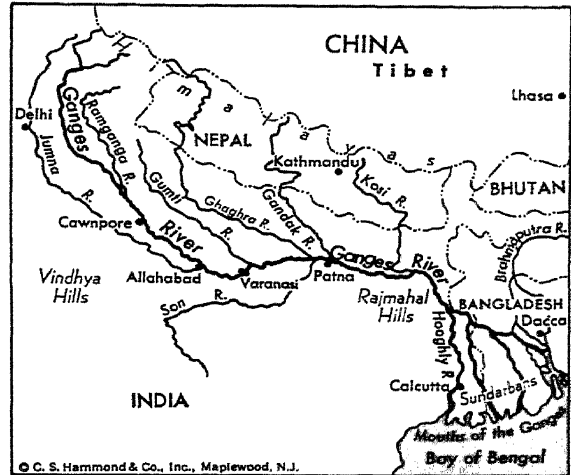 CHINA
Tibet
Himalayas
Lhasa
Delhi
Ganges
Ramganga R.
NEPAL
Jumna
R.
Kathmandu
Kosi R.
BHUTAN
Gumti
R.
Ghaghra R.
Gandak R.
Brahmaputra R.
Cawnpore
River
Ganges
River
Allahabad
Varanasi
Patna
Vindhya
Hills
Rajmahal
Hills
BANGLADESH
Dacca
Son
R.
Hooghly R.
INDIA
Calcutta
Sundarbans
Mouths of the Ganges
Bay of Bengal
© C. S. Hammond & Co., Inc., Maplewood, N.J.